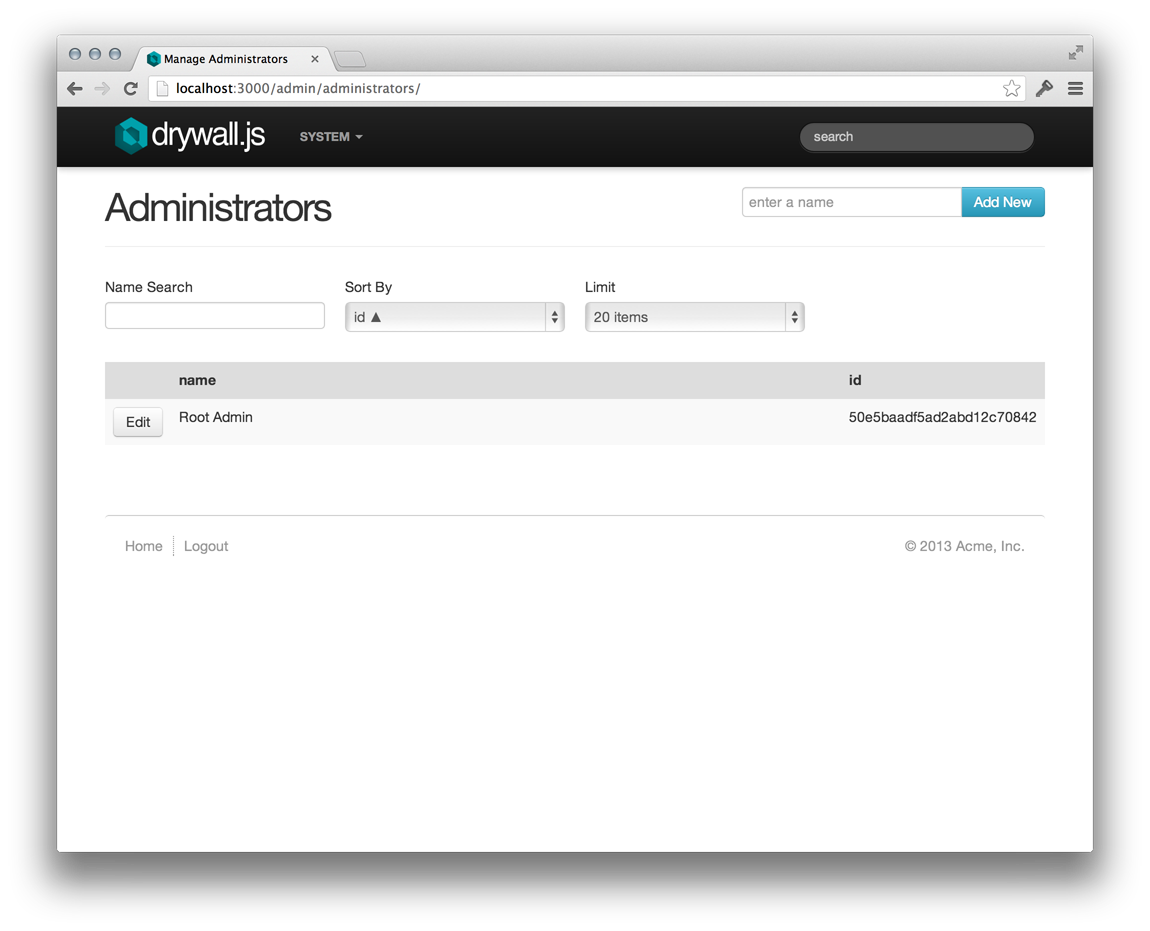 Manage Administrators
localhost:3000/admin/administrators/
drywall.js SYSTEM search
Administrators enter a name Add New
Name Search Sort By Limit
id ▲ 20 items
name id
Edit Root Admin 50e5baadf5ad2abd12c70842
Home Logout © 2013 Acme, Inc.